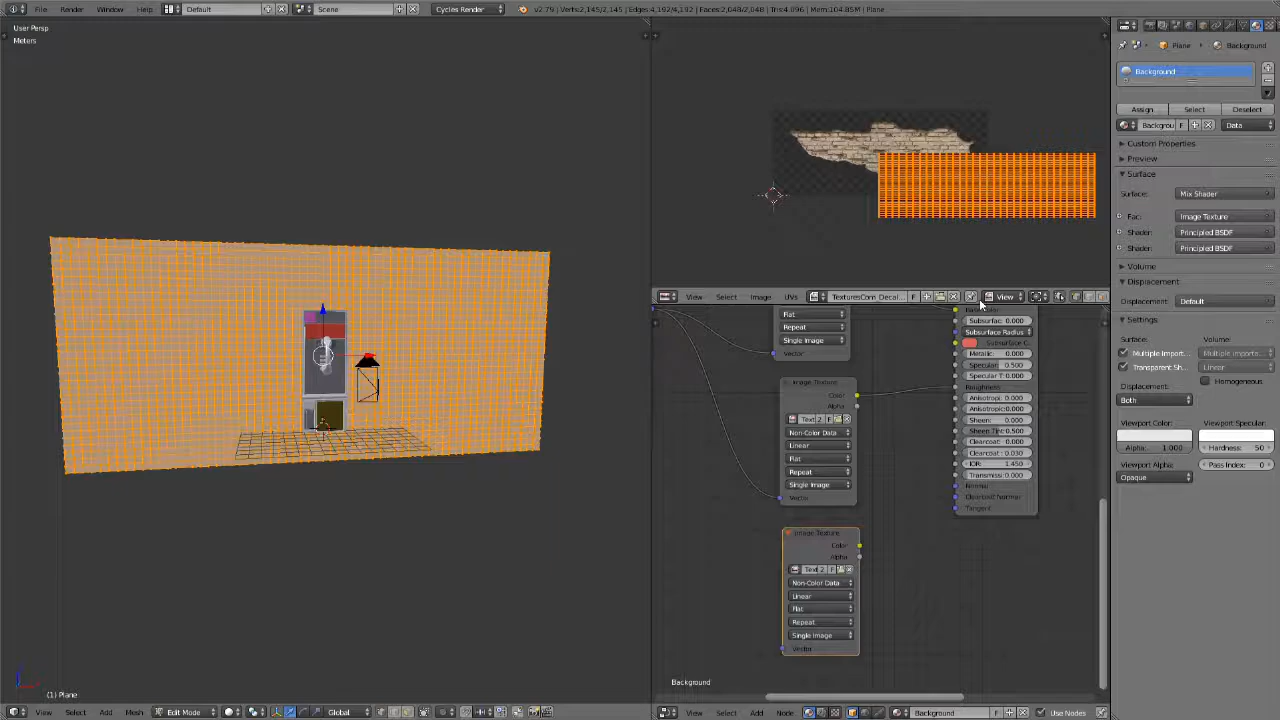 File Render Window Help Default Scene Cycles Render v2.79 | Verts:2,145/2,145 | Edges:4,192/4,192 | Faces:2,048/2,048 | Tris:4,096 | Mem:104.85M | Plane
User Persp
Meters
(1) Plane
View Select Add Mesh Edit Mode Global
View Select Image UVs TexturesCom_Decal... F View
Flat
Repeat
Single Image
Vector
Image Texture
Color
Alpha
Text 2 F
Non-Color Data
Linear
Flat
Repeat
Single Image
Vector
Image Texture
Color
Alpha
Text 2 F
Non-Color Data
Linear
Flat
Repeat
Single Image
Vector
Subsurfac: 0.000
Subsurface Radius
Subsurface C..
Metallic: 0.000
Specular: 0.500
Specular T: 0.000
Roughness
Anisotropi: 0.000
Anisotropic: 0.000
Sheen: 0.000
Sheen Tin: 0.500
Clearcoat: 0.000
Clearcoat: 0.030
IOR: 1.450
Transmissi: 0.000
Normal
Clearcoat Normal
Tangent
Background
View Select Add Node Background F Use Nodes
Plane Background
Background
Assign Select Deselect
Backgrou F Data
Custom Properties
Preview
Surface
Surface: Mix Shader
Fac: Image Texture
Shader: Principled BSDF
Shader: Principled BSDF
Volume
Displacement
Displacement: Default
Settings
Surface: Volume:
Multiple Import... Multiple Importa...
Transparent Sh... Linear
Displacement: Homogeneous
Both
Viewport Color: Viewport Specular:
Alpha: 1.000 Hardness: 50
Viewport Alpha: Pass Index: 0
Opaque